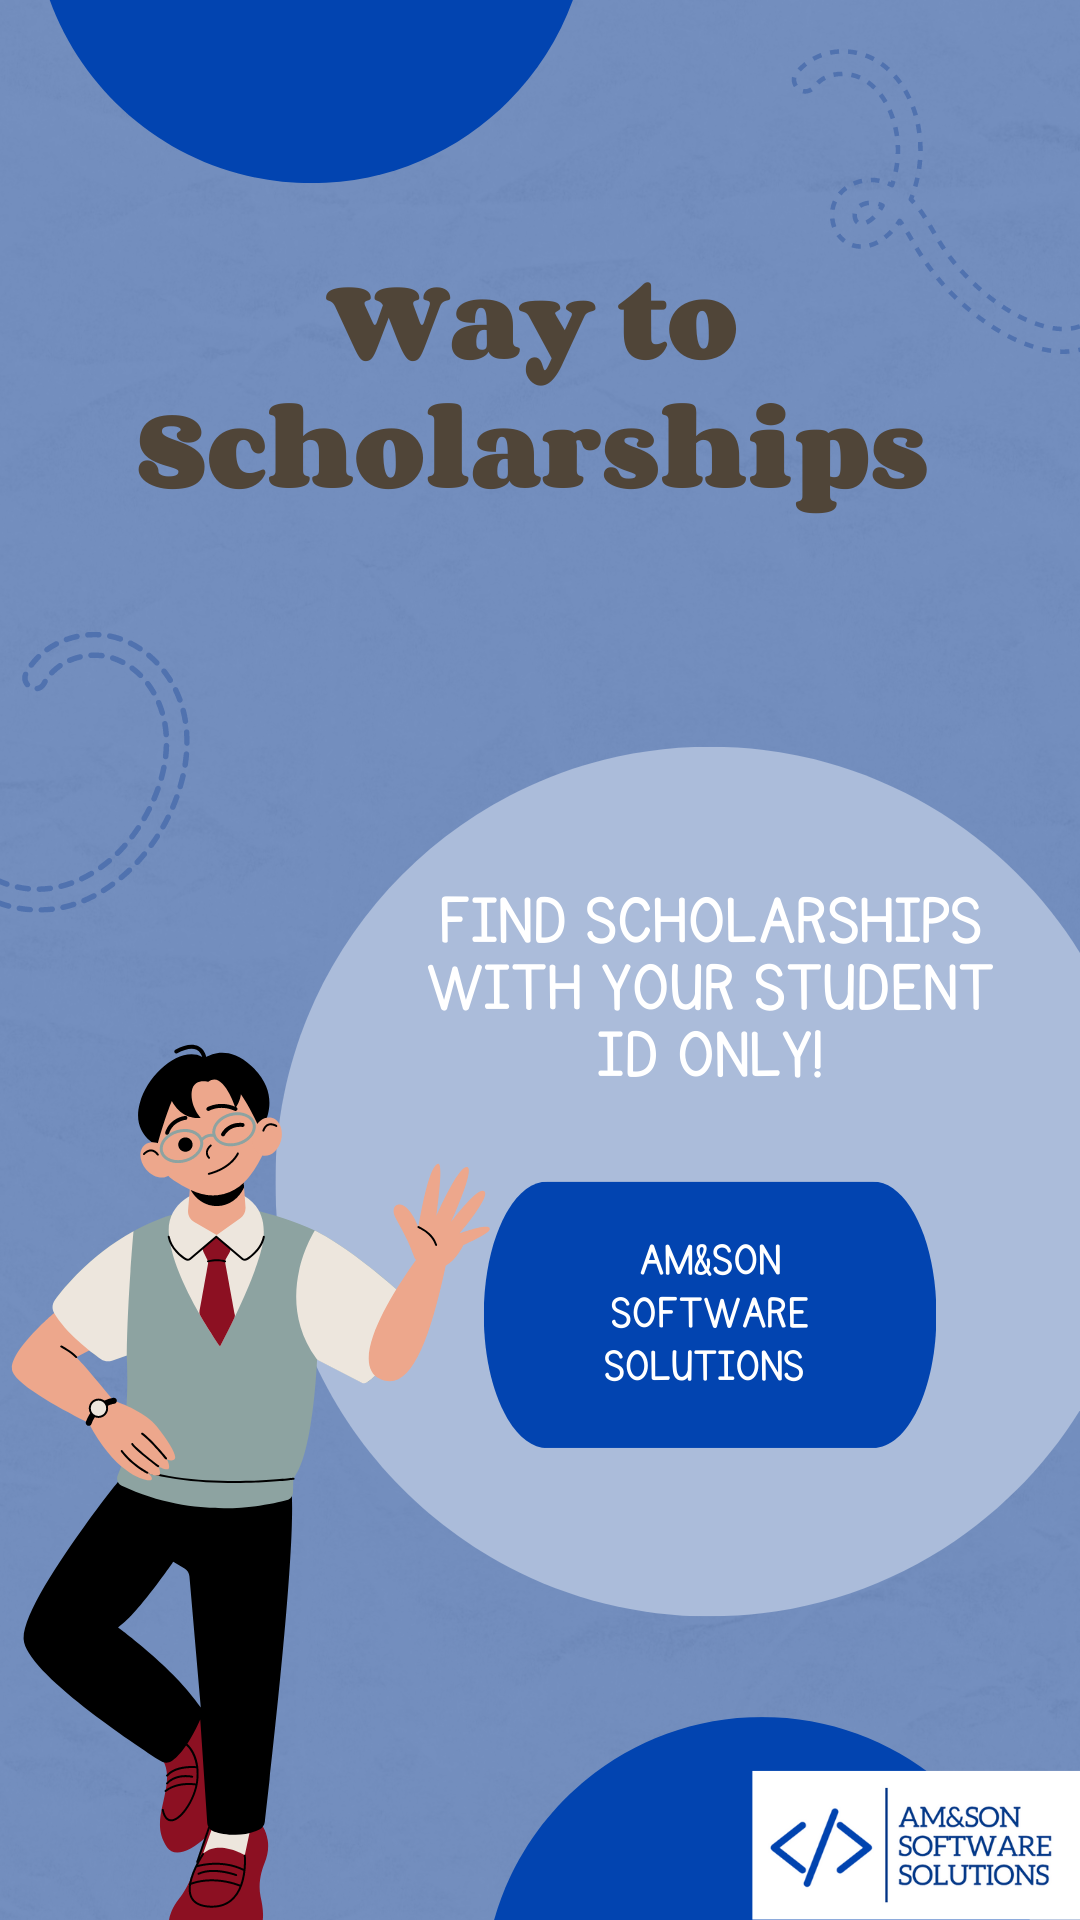 Way to
Scholarships
FIND SCHOLARSHIPS
WITH YOUR STUDENT
ID ONLY!
AM&SON
SOFTWARE
SOLUTIONS
AM&SON
SOFTWARE
SOLUTIONS